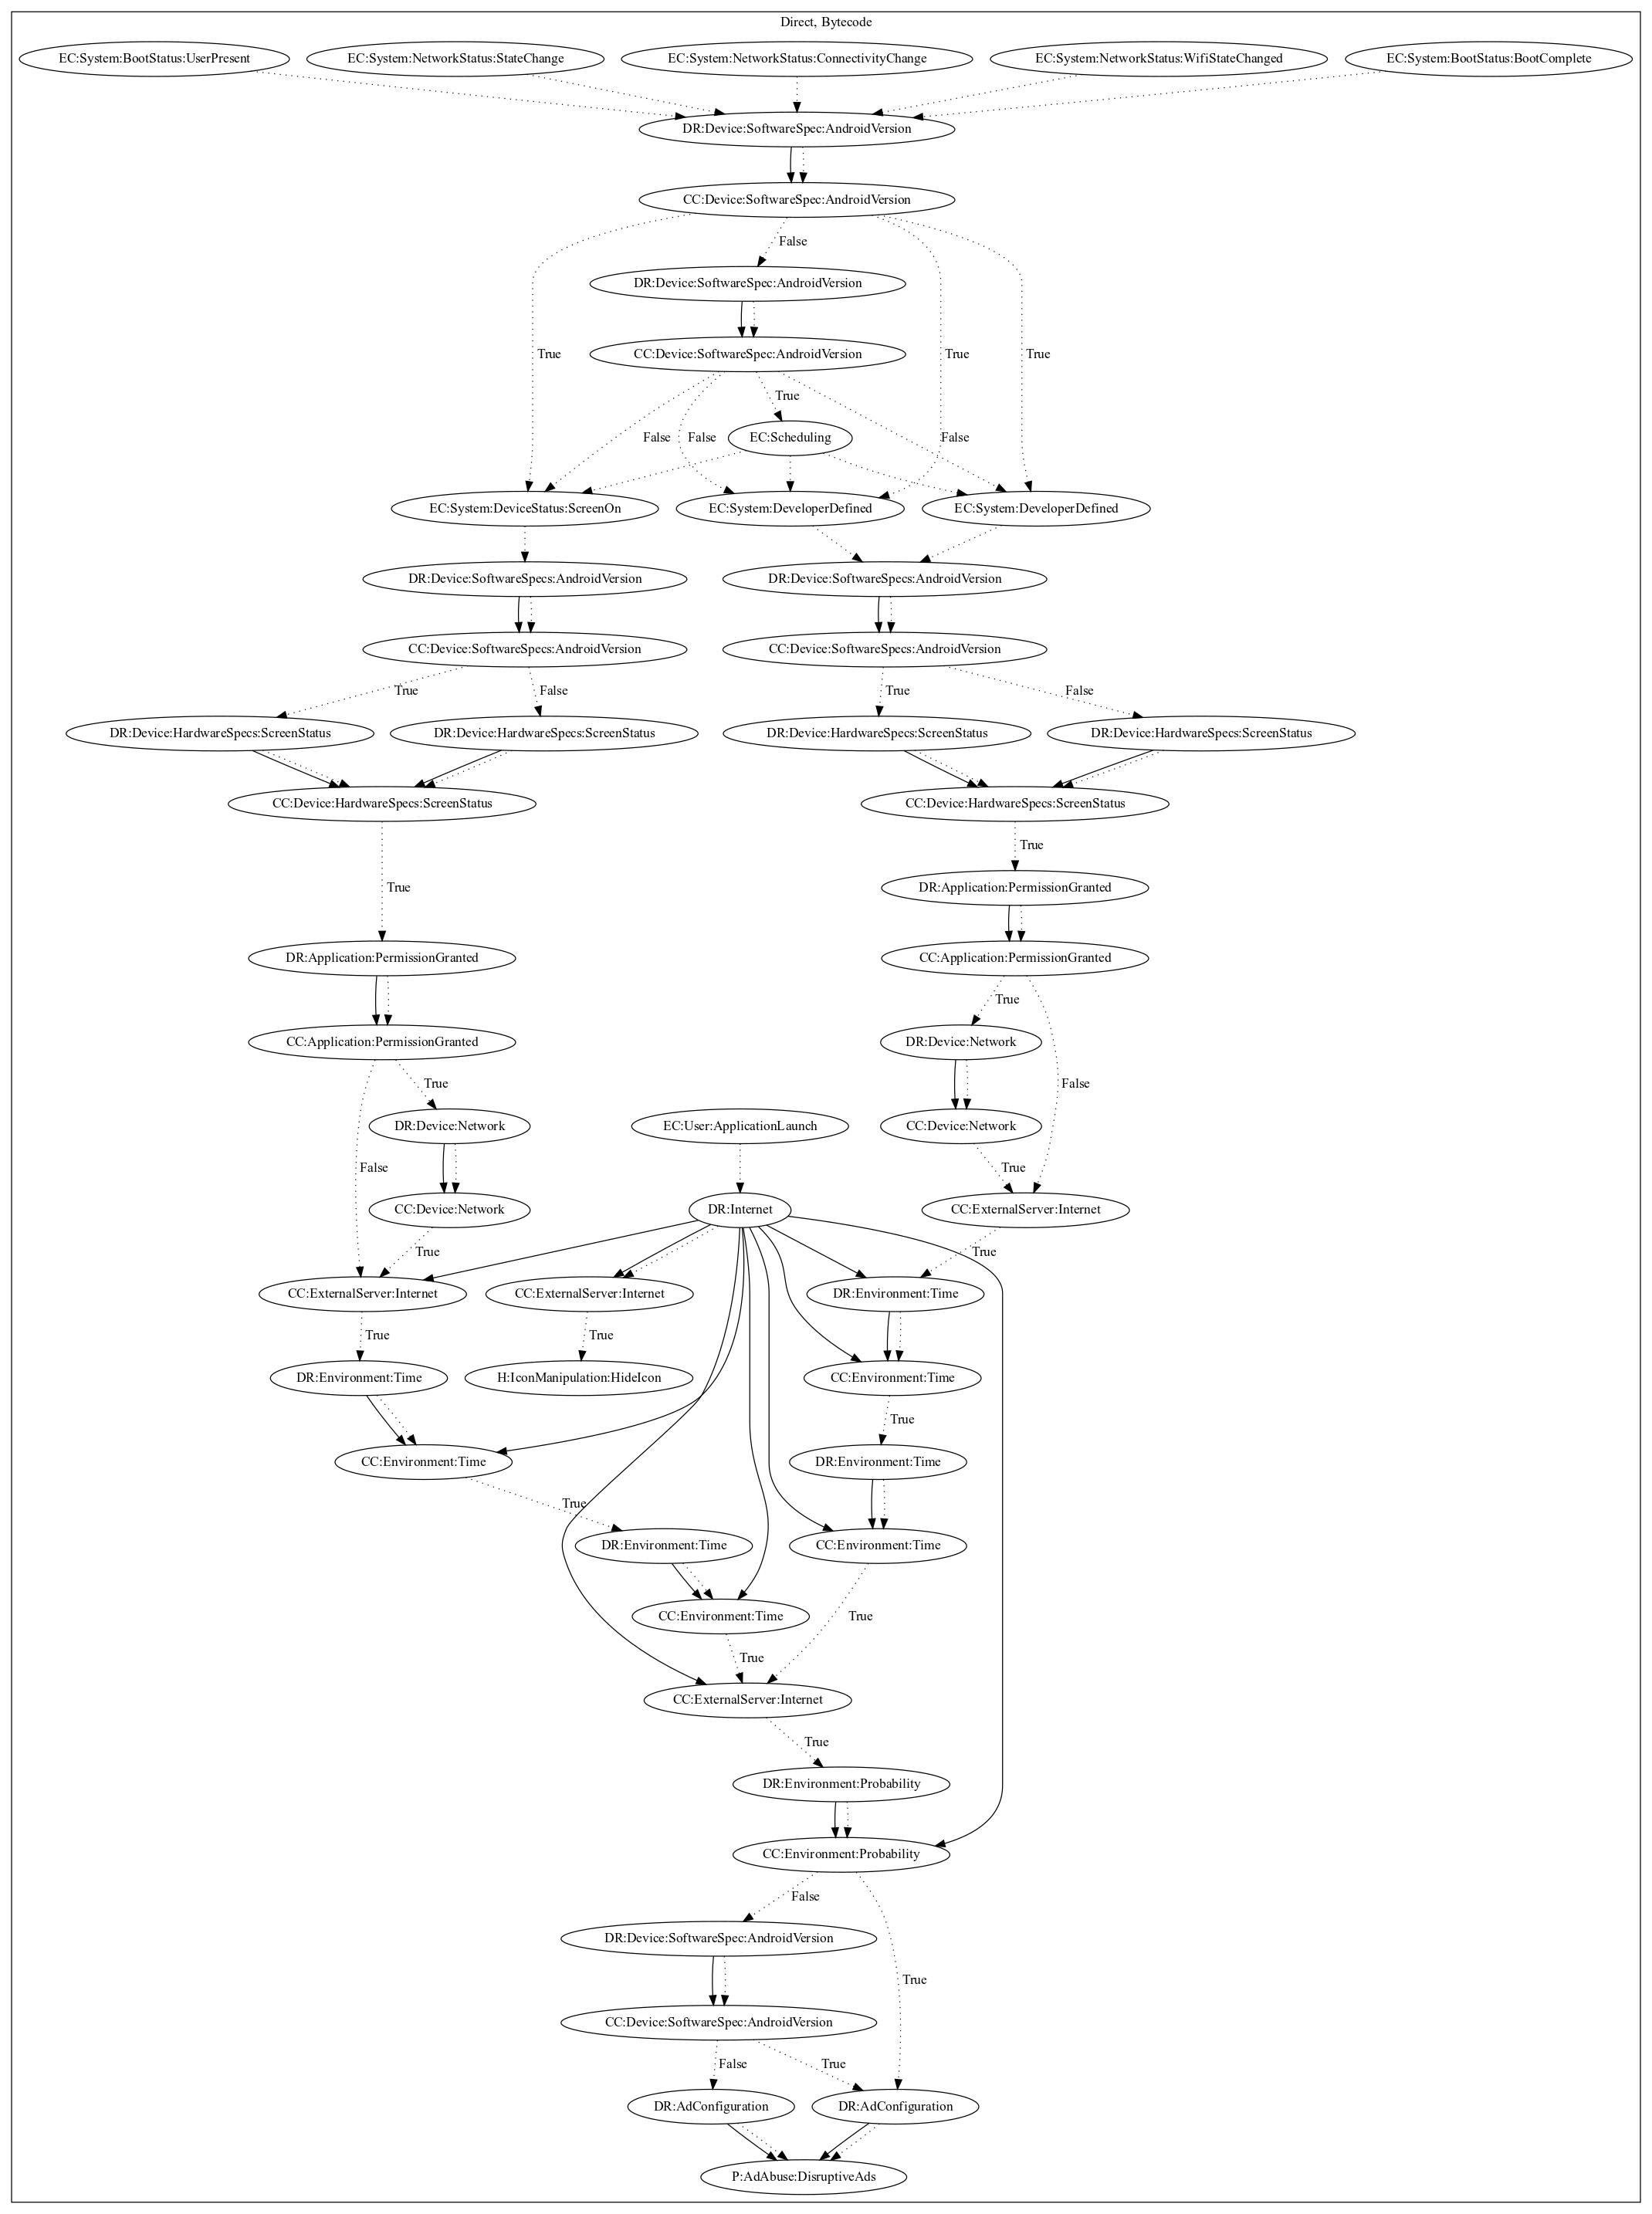 Direct, Bytecode
EC:System:BootStatus:UserPresent
EC:System:NetworkStatus:StateChange
EC:System:NetworkStatus:ConnectivityChange
EC:System:NetworkStatus:WifiStateChanged
EC:System:BootStatus:BootComplete
DR:Device:SoftwareSpec:AndroidVersion
CC:Device:SoftwareSpec:AndroidVersion
False
DR:Device:SoftwareSpec:AndroidVersion
True
CC:Device:SoftwareSpec:AndroidVersion
True
True
True
False
False
EC:Scheduling
False
EC:System:DeviceStatus:ScreenOn
EC:System:DeveloperDefined
EC:System:DeveloperDefined
DR:Device:SoftwareSpecs:AndroidVersion
DR:Device:SoftwareSpecs:AndroidVersion
CC:Device:SoftwareSpecs:AndroidVersion
CC:Device:SoftwareSpecs:AndroidVersion
True
False
True
False
DR:Device:HardwareSpecs:ScreenStatus
DR:Device:HardwareSpecs:ScreenStatus
DR:Device:HardwareSpecs:ScreenStatus
DR:Device:HardwareSpecs:ScreenStatus
CC:Device:HardwareSpecs:ScreenStatus
CC:Device:HardwareSpecs:ScreenStatus
True
True
DR:Application:PermissionGranted
DR:Application:PermissionGranted
CC:Application:PermissionGranted
True
CC:Application:PermissionGranted
DR:Device:Network
True
False
DR:Device:Network
EC:User:ApplicationLaunch
CC:Device:Network
False
True
CC:Device:Network
DR:Internet
CC:ExternalServer:Internet
True
True
CC:ExternalServer:Internet
CC:ExternalServer:Internet
DR:Environment:Time
True
True
DR:Environment:Time
H:IconManipulation:HideIcon
CC:Environment:Time
True
CC:Environment:Time
DR:Environment:Time
True
DR:Environment:Time
CC:Environment:Time
CC:Environment:Time
True
True
CC:ExternalServer:Internet
True
DR:Environment:Probability
CC:Environment:Probability
False
DR:Device:SoftwareSpec:AndroidVersion
True
CC:Device:SoftwareSpec:AndroidVersion
False
True
DR:AdConfiguration
DR:AdConfiguration
P:AdAbuse:DisruptiveAds